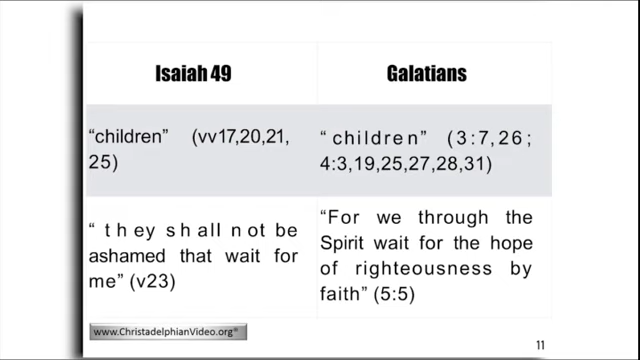 Isaiah 49
Galatians
“children” (vv17,20,21,
25)
“children” (3:7,26;
4:3,19,25,27,28,31)
“they shall not be
ashamed that wait for
me” (v23)
“For we through the
Spirit wait for the hope
of righteousness by
faith” (5:5)
www.ChristadelphianVideo.org®
11